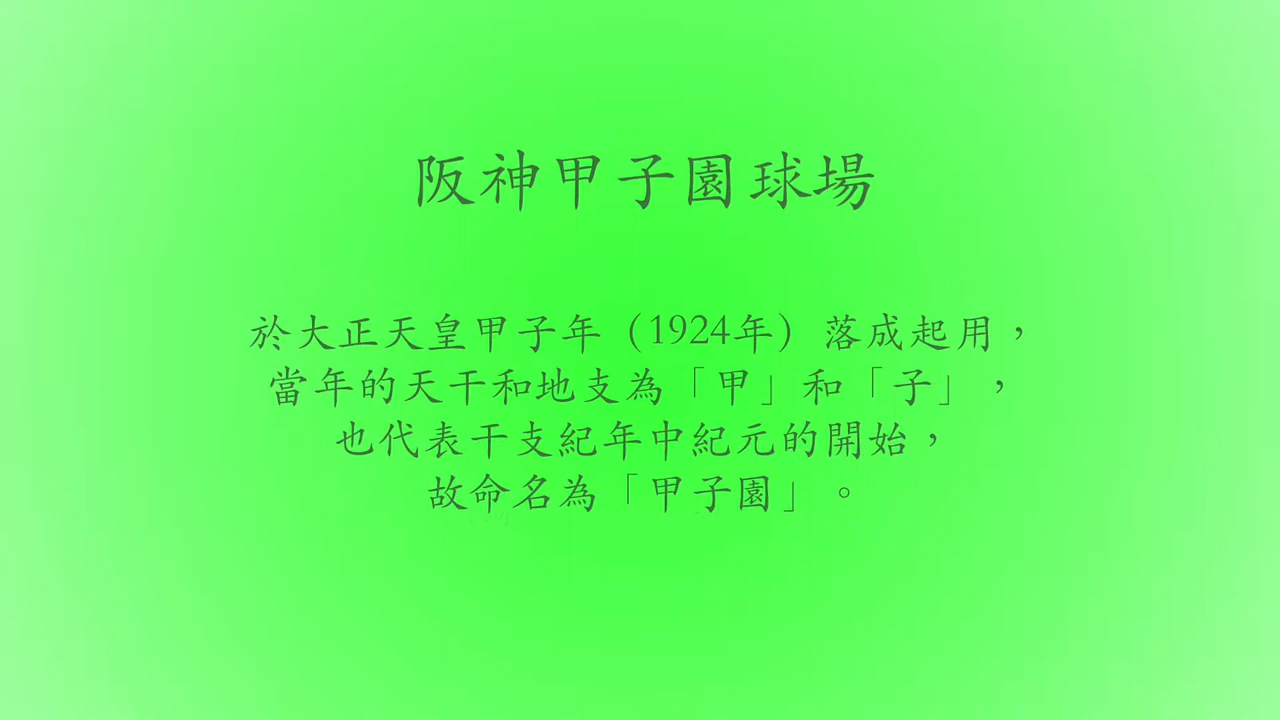 阪神甲子園球場
於大正天皇甲子年（1924年）落成起用，
當年的天干和地支為「甲」和「子」，
也代表干支紀年中紀元的開始，
故命名為「甲子園」。